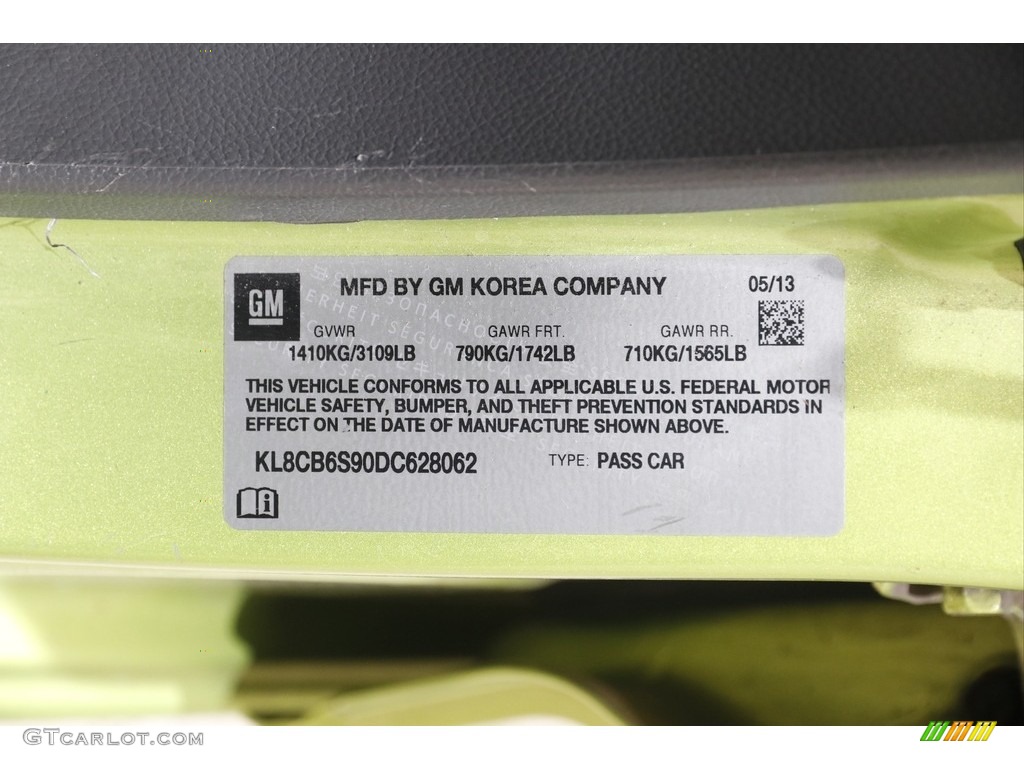 MFD BY GM KOREA COMPANY 05/13
GM
GVWR GAWR FRT. GAWR RR.
1410KG/3109LB 790KG/1742LB 710KG/1565LB
THIS VEHICLE CONFORMS TO ALL APPLICABLE U.S. FEDERAL MOTOR
VEHICLE SAFETY, BUMPER, AND THEFT PREVENTION STANDARDS IN
EFFECT ON THE DATE OF MANUFACTURE SHOWN ABOVE.
KL8CB6S90DC628062 TYPE: PASS CAR
GTCARLOT.COM